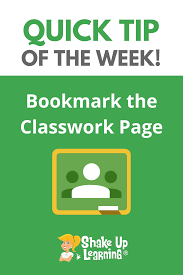 QUICK TIP
OF THE WEEK!
Bookmark the
Classwork Page
Shake Up
Learning®